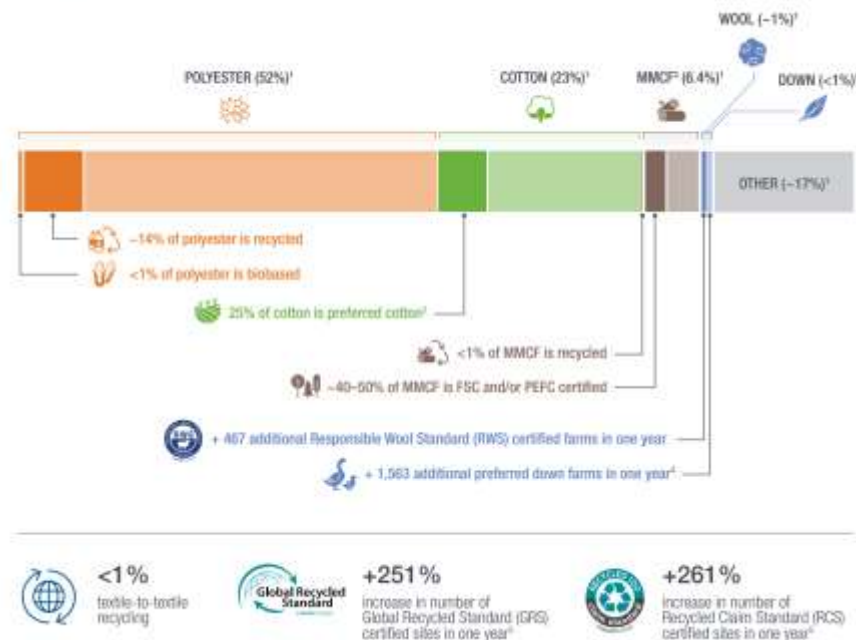 WOOL (~1%)¹
POLYESTER (52%)¹
COTTON (23%)¹
MMCF (6.4%)¹
DOWN (<1%)
OTHER (~17%)
~14% of polyester is recycled
<1% of polyester is biobased
25% of cotton is preferred cotton²
<1% of MMCF is recycled
~40–50% of MMCF is FSC and/or PEFC certified
+ 467 additional Responsible Wool Standard (RWS) certified farms in one year
+ 1,563 additional preferred down farms in one year
<1%
textile-to-textile
recycling
Global Recycled
Standard
+251%
increase in number of
Global Recycled Standard (GRS)
certified sites in one year
+261%
increase in number of
Recycled Claim Standard (RCS)
certified sites in one year